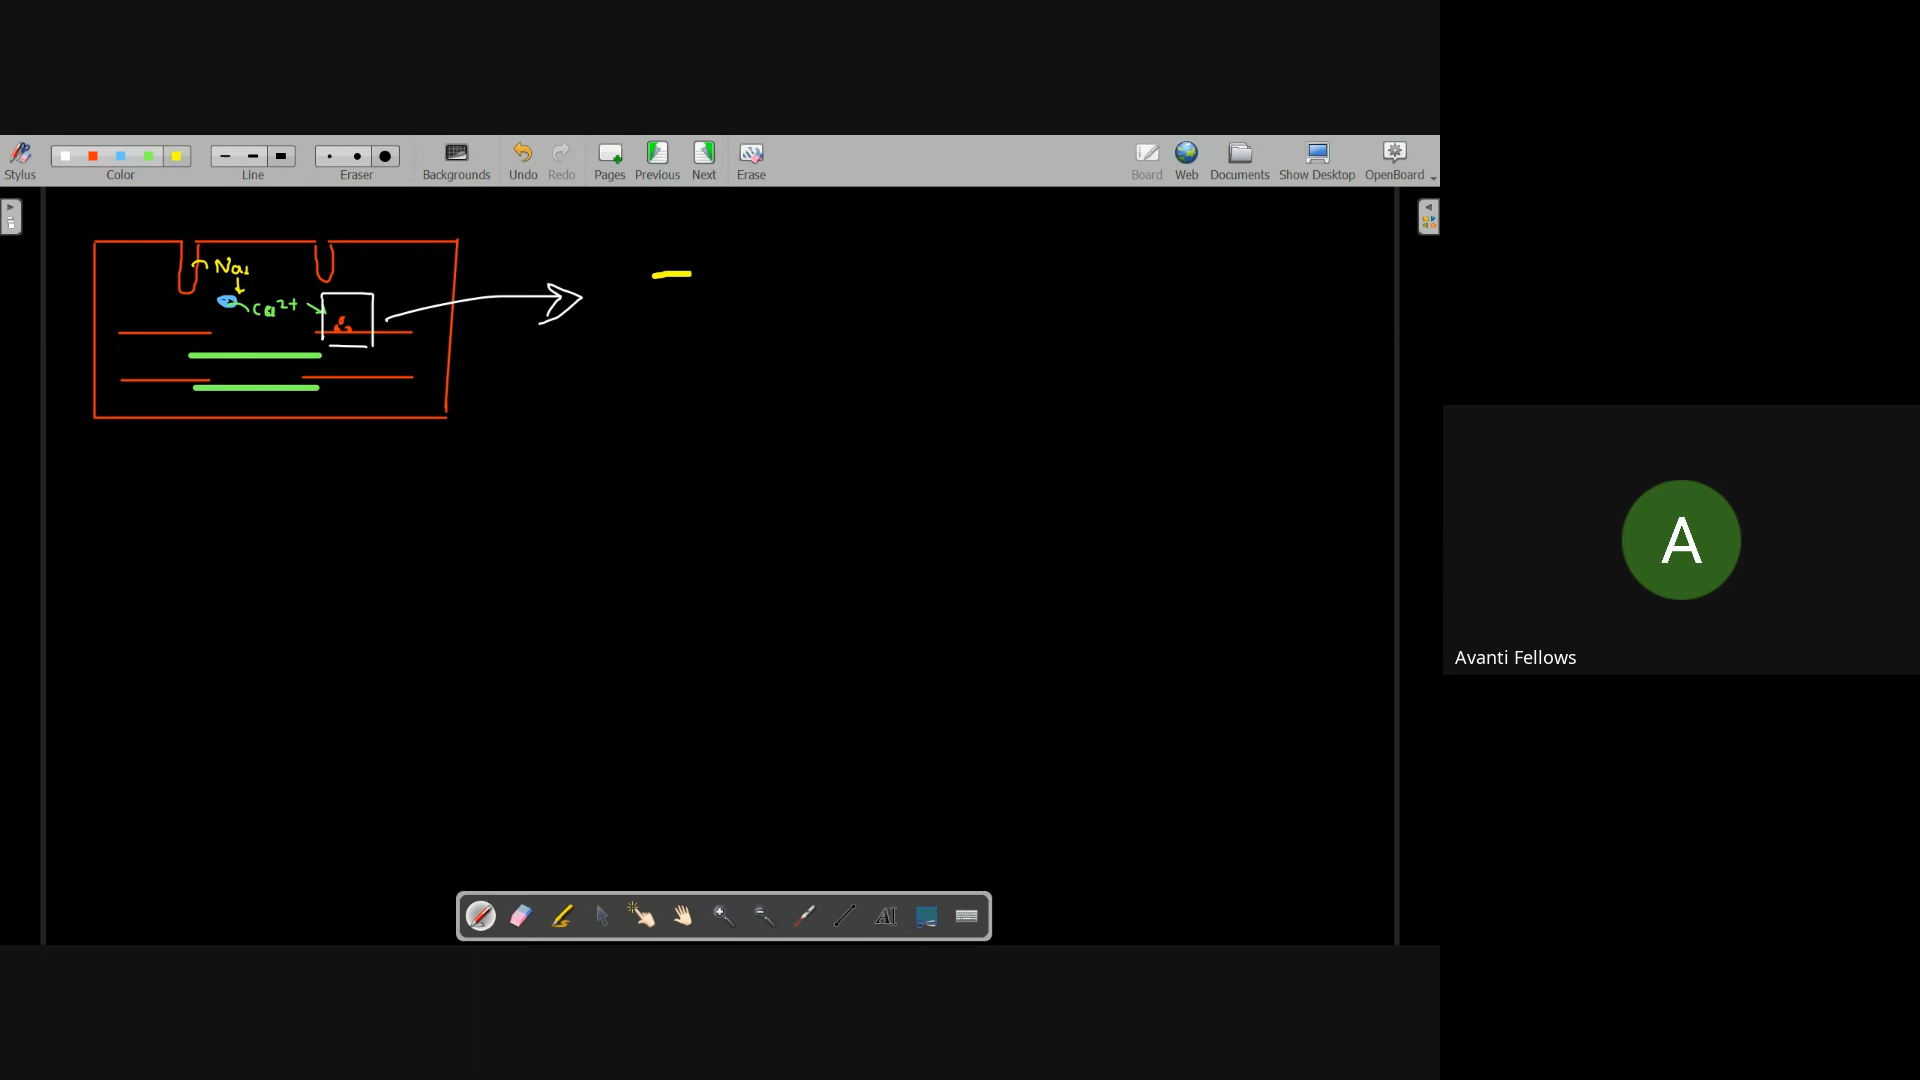 Stylus Color Line Eraser Backgrounds Undo Redo Pages Previous Next Erase Board Web Documents Show Desktop OpenBoard
Na+
Ca2+
AI
A
Avanti Fellows